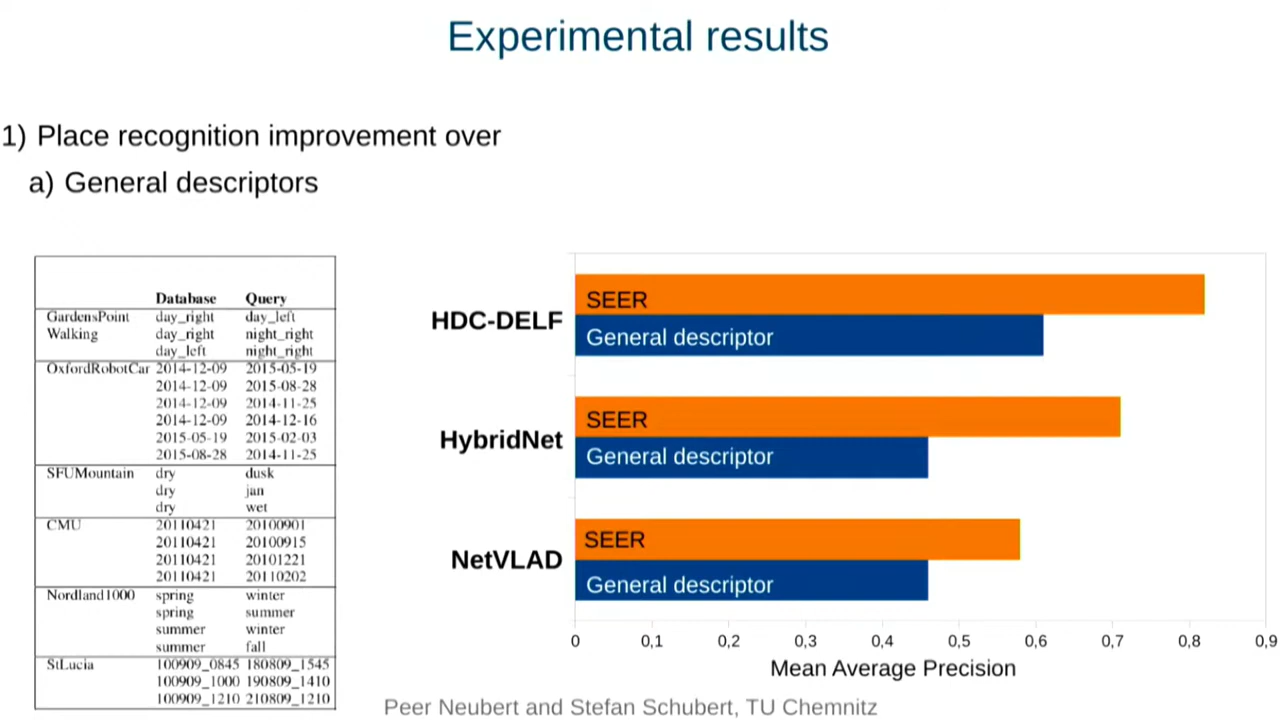 Experimental results
1) Place recognition improvement over
a) General descriptors
Database Query
GardensPoint day_right day_left
Walking day_right night_right
day_left night_right
OxfordRobotCar 2014-12-09 2015-05-19
2014-12-09 2015-08-28
2014-12-09 2014-11-25
2014-12-09 2014-12-16
2015-05-19 2015-02-03
2015-08-28 2014-11-25
SFUMountain dry dusk
dry jan
dry wet
CMU 20110421 20100901
20110421 20100915
20110421 20101221
20110421 20110202
Nordland1000 spring winter
spring summer
summer winter
summer fall
StLucia 100909_0845 180809_1545
100909_1000 190809_1410
100909_1210 210809_1210
HDC-DELF
SEER
General descriptor
HybridNet
SEER
General descriptor
NetVLAD
SEER
General descriptor
0 0,1 0,2 0,3 0,4 0,5 0,6 0,7 0,8 0,9
Mean Average Precision
Peer Neubert and Stefan Schubert, TU Chemnitz